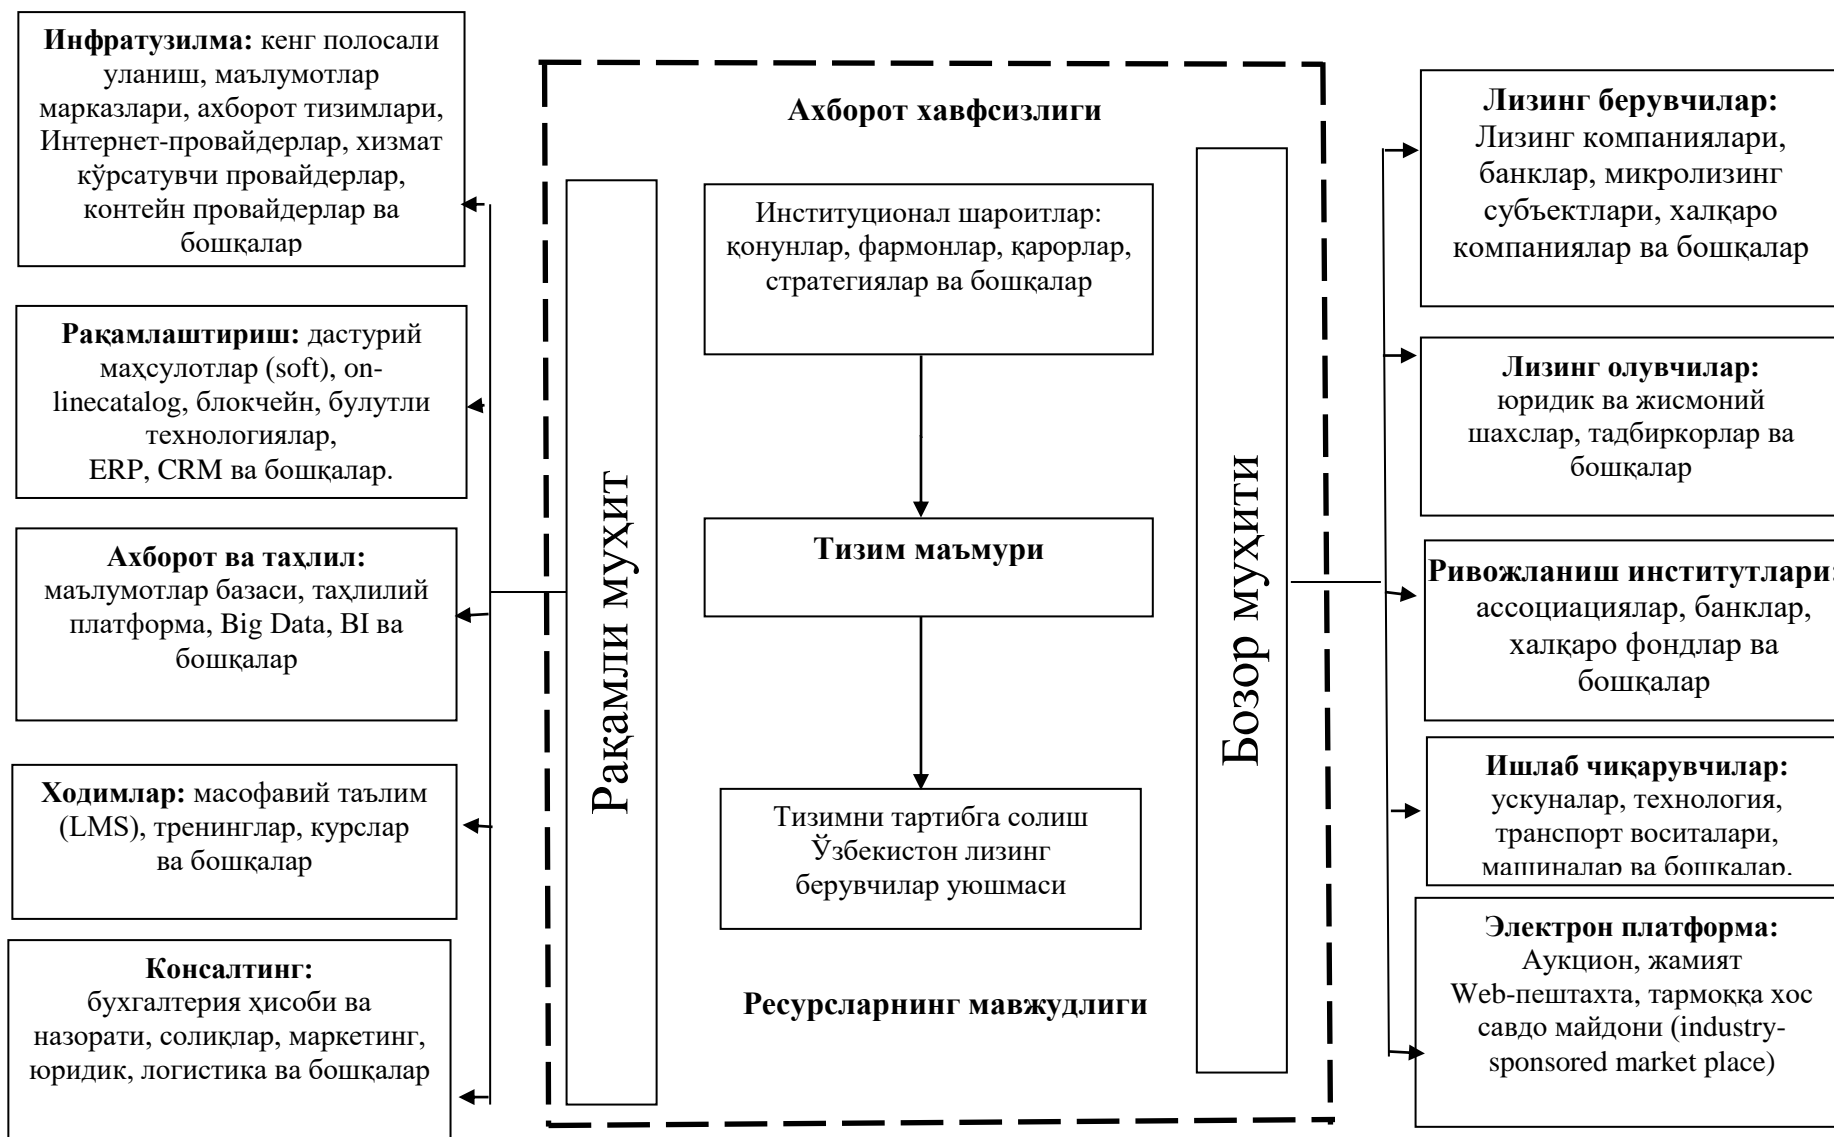 Инфратузилма: кенг полосали
уланиш, маълумотлар
марказлари, ахборот тизимлари,
Интернет-провайдерлар, хизмат
кўрсатувчи провайдерлар,
контейн провайдерлар ва
бошқалар
Рақамлаштириш: дастурий
маҳсулотлар (soft), on-
linecatalog, блокчейн, булутли
технологиялар,
ERP, CRM ва бошқалар.
Ахборот ва таҳлил:
маълумотлар базаси, таҳлилий
платформа, Big Data, BI ва
бошқалар
Ходимлар: масофавий таълим
(LMS), тренинглар, курслар
ва бошқалар
Консалтинг:
бухгалтерия ҳисоби ва
назорати, солиқлар, маркетинг,
юридик, логистика ва бошқалар
Рақамли муҳит
Ахборот хавфсизлиги
Институционал шароитлар:
қонунлар, фармонлар, қарорлар,
стратегиялар ва бошқалар
Тизим маъмури
Тизимни тартибга солиш
Ўзбекистон лизинг
берувчилар уюшмаси
Ресурсларнинг мавжудлиги
Бозор муҳити
Лизинг берувчилар:
Лизинг компаниялари,
банклар, микролизинг
субъектлари, халқаро
компаниялар ва бошқалар
Лизинг олувчилар:
юридик ва жисмоний
шахслар, тадбиркорлар ва
бошқалар
Ривожланиш институтлари:
ассоциациялар, банклар,
халқаро фондлар ва
бошқалар
Ишлаб чиқарувчилар:
ускуналар, технология,
транспорт воситалари,
машиналар ва бошқалар.
Электрон платформа:
Аукцион, жамият
Web-пештахта, тармоққа хос
савдо майдони (industry-
sponsored market place)